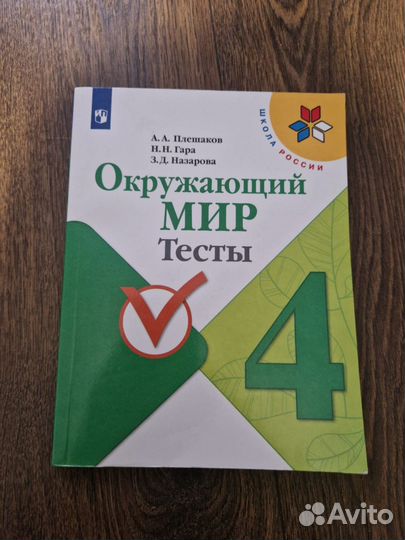 А. А. Плешаков
Н. Н. Гара
З. Д. Назарова
ШКОЛА РОССИИ
Окружающий
МИР
Тесты
4
Avito